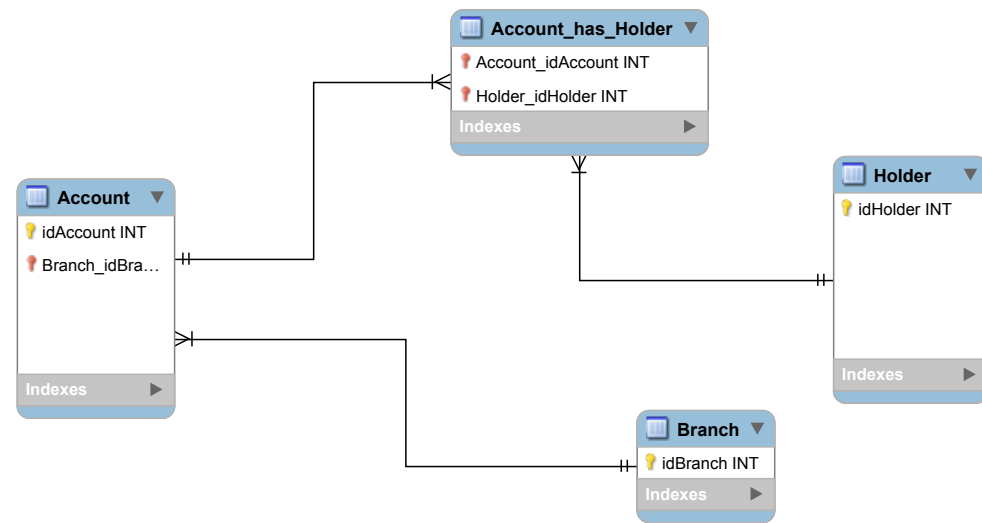 Account_has_Holder
Account_idAccount INT
Holder_idHolder INT
Indexes
Account
idAccount INT
Branch_idBra…
Indexes
Holder
idHolder INT
Indexes
Branch
idBranch INT
Indexes